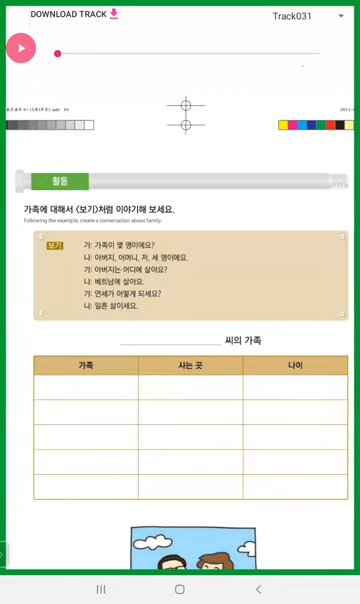 DOWNLOAD TRACK
Track031
활동
가족에 대해서 〈보기〉처럼 이야기해 보세요.
Following the example, create a conversation about family.
보기
가: 가족이 몇 명이에요?
나: 아버지, 어머니, 저, 세 명이에요.
가: 아버지는 어디에 살아요?
나: 베트남에 살아요.
가: 연세가 어떻게 되세요?
나: 일흔 살이세요.
씨의 가족
가족 사는 곳 나이